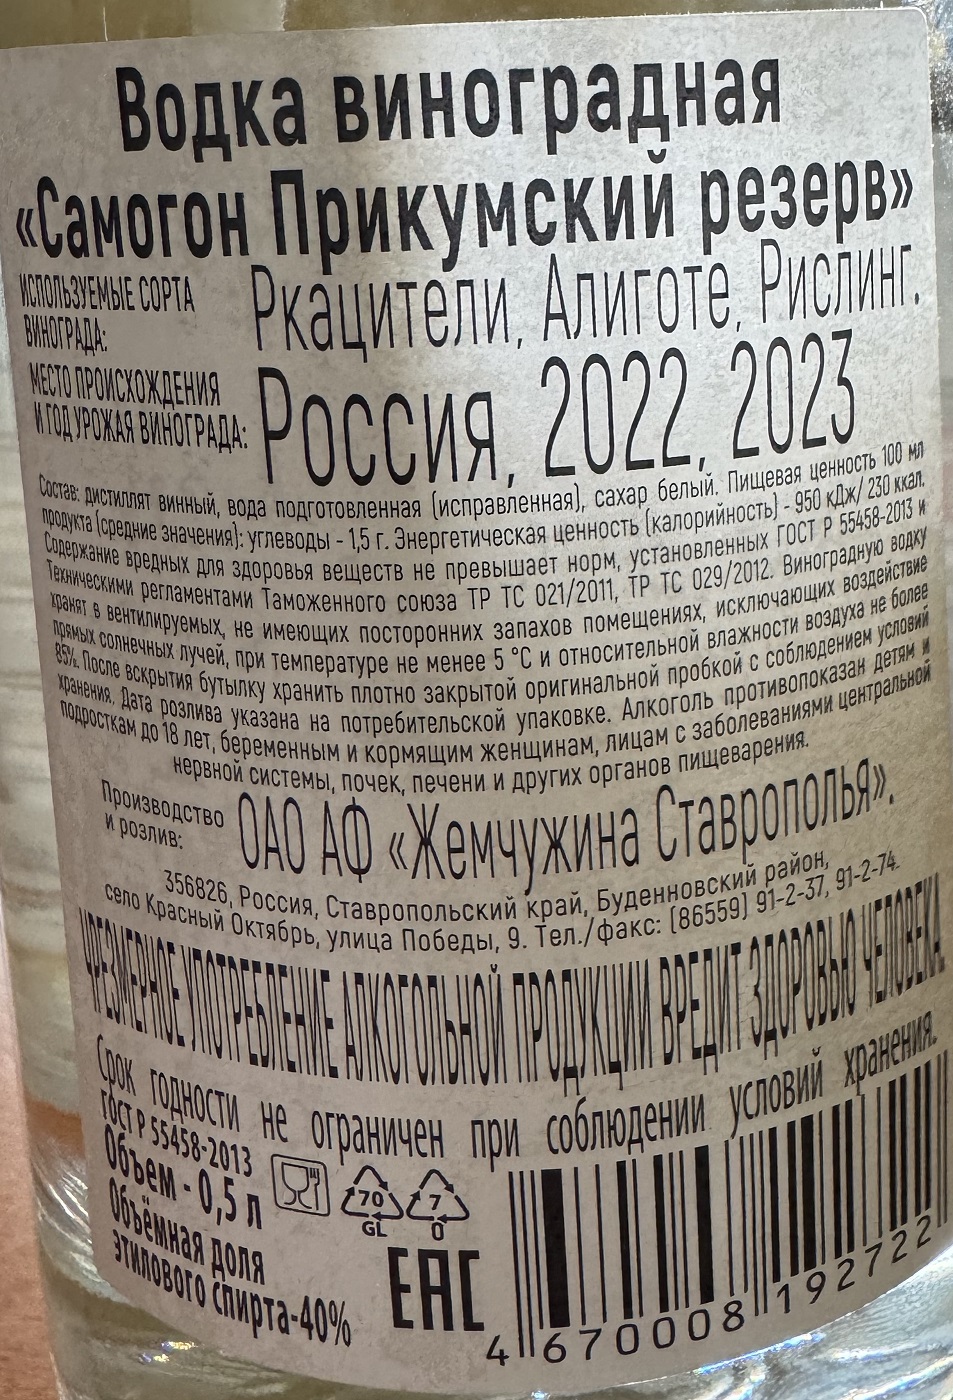 Водка виноградная
«Самогон Прикумский резерв»
ИСПОЛЬЗУЕМЫЕ СОРТА
ВИНОГРАДА:
Ркацители, Алиготе, Рислинг.
МЕСТО ПРОИСХОЖДЕНИЯ
И ГОД УРОЖАЯ ВИНОГРАДА:
Россия, 2022, 2023
Состав: дистиллят винный, вода подготовленная (исправленная), сахар белый. Пищевая ценность 100 мл
продукта (средние значения): углеводы - 1,5 г. Энергетическая ценность (калорийность) - 950 кДж/ 230 ккал.
Содержание вредных для здоровья веществ не превышает норм, установленных ГОСТ Р 55458-2013 и
Техническими регламентами Таможенного союза ТР ТС 021/2011, ТР ТС 029/2012. Виноградную водку
хранят в вентилируемых, не имеющих посторонних запахов помещениях, исключающих воздействие
прямых солнечных лучей, при температуре не менее 5 °С и относительной влажности воздуха не более
85%. После вскрытия бутылку хранить плотно закрытой оригинальной пробкой с соблюдением условий
хранения. Дата розлива указана на потребительской упаковке. Алкоголь противопоказан детям и
подросткам до 18 лет, беременным и кормящим женщинам, лицам с заболеваниями центральной
нервной системы, почек, печени и других органов пищеварения.
Производство
и розлив:
ОАО АФ «Жемчужина Ставрополья».
356826, Россия, Ставропольский край, Буденновский район,
село Красный Октябрь, улица Победы, 9. Тел./факс: (86559) 91-2-37, 91-2-74.
ЧРЕЗМЕРНОЕ УПОТРЕБЛЕНИЕ АЛКОГОЛЬНОЙ ПРОДУКЦИИ ВРЕДИТ ЗДОРОВЬЮ ЧЕЛОВЕКА.
Срок годности не ограничен при соблюдении условий хранения.
ГОСТ Р 55458-2013
Объем - 0,5 л
Объёмная доля
этилового спирта-40%
70
GL
7
0
EAC
4 670008 192722